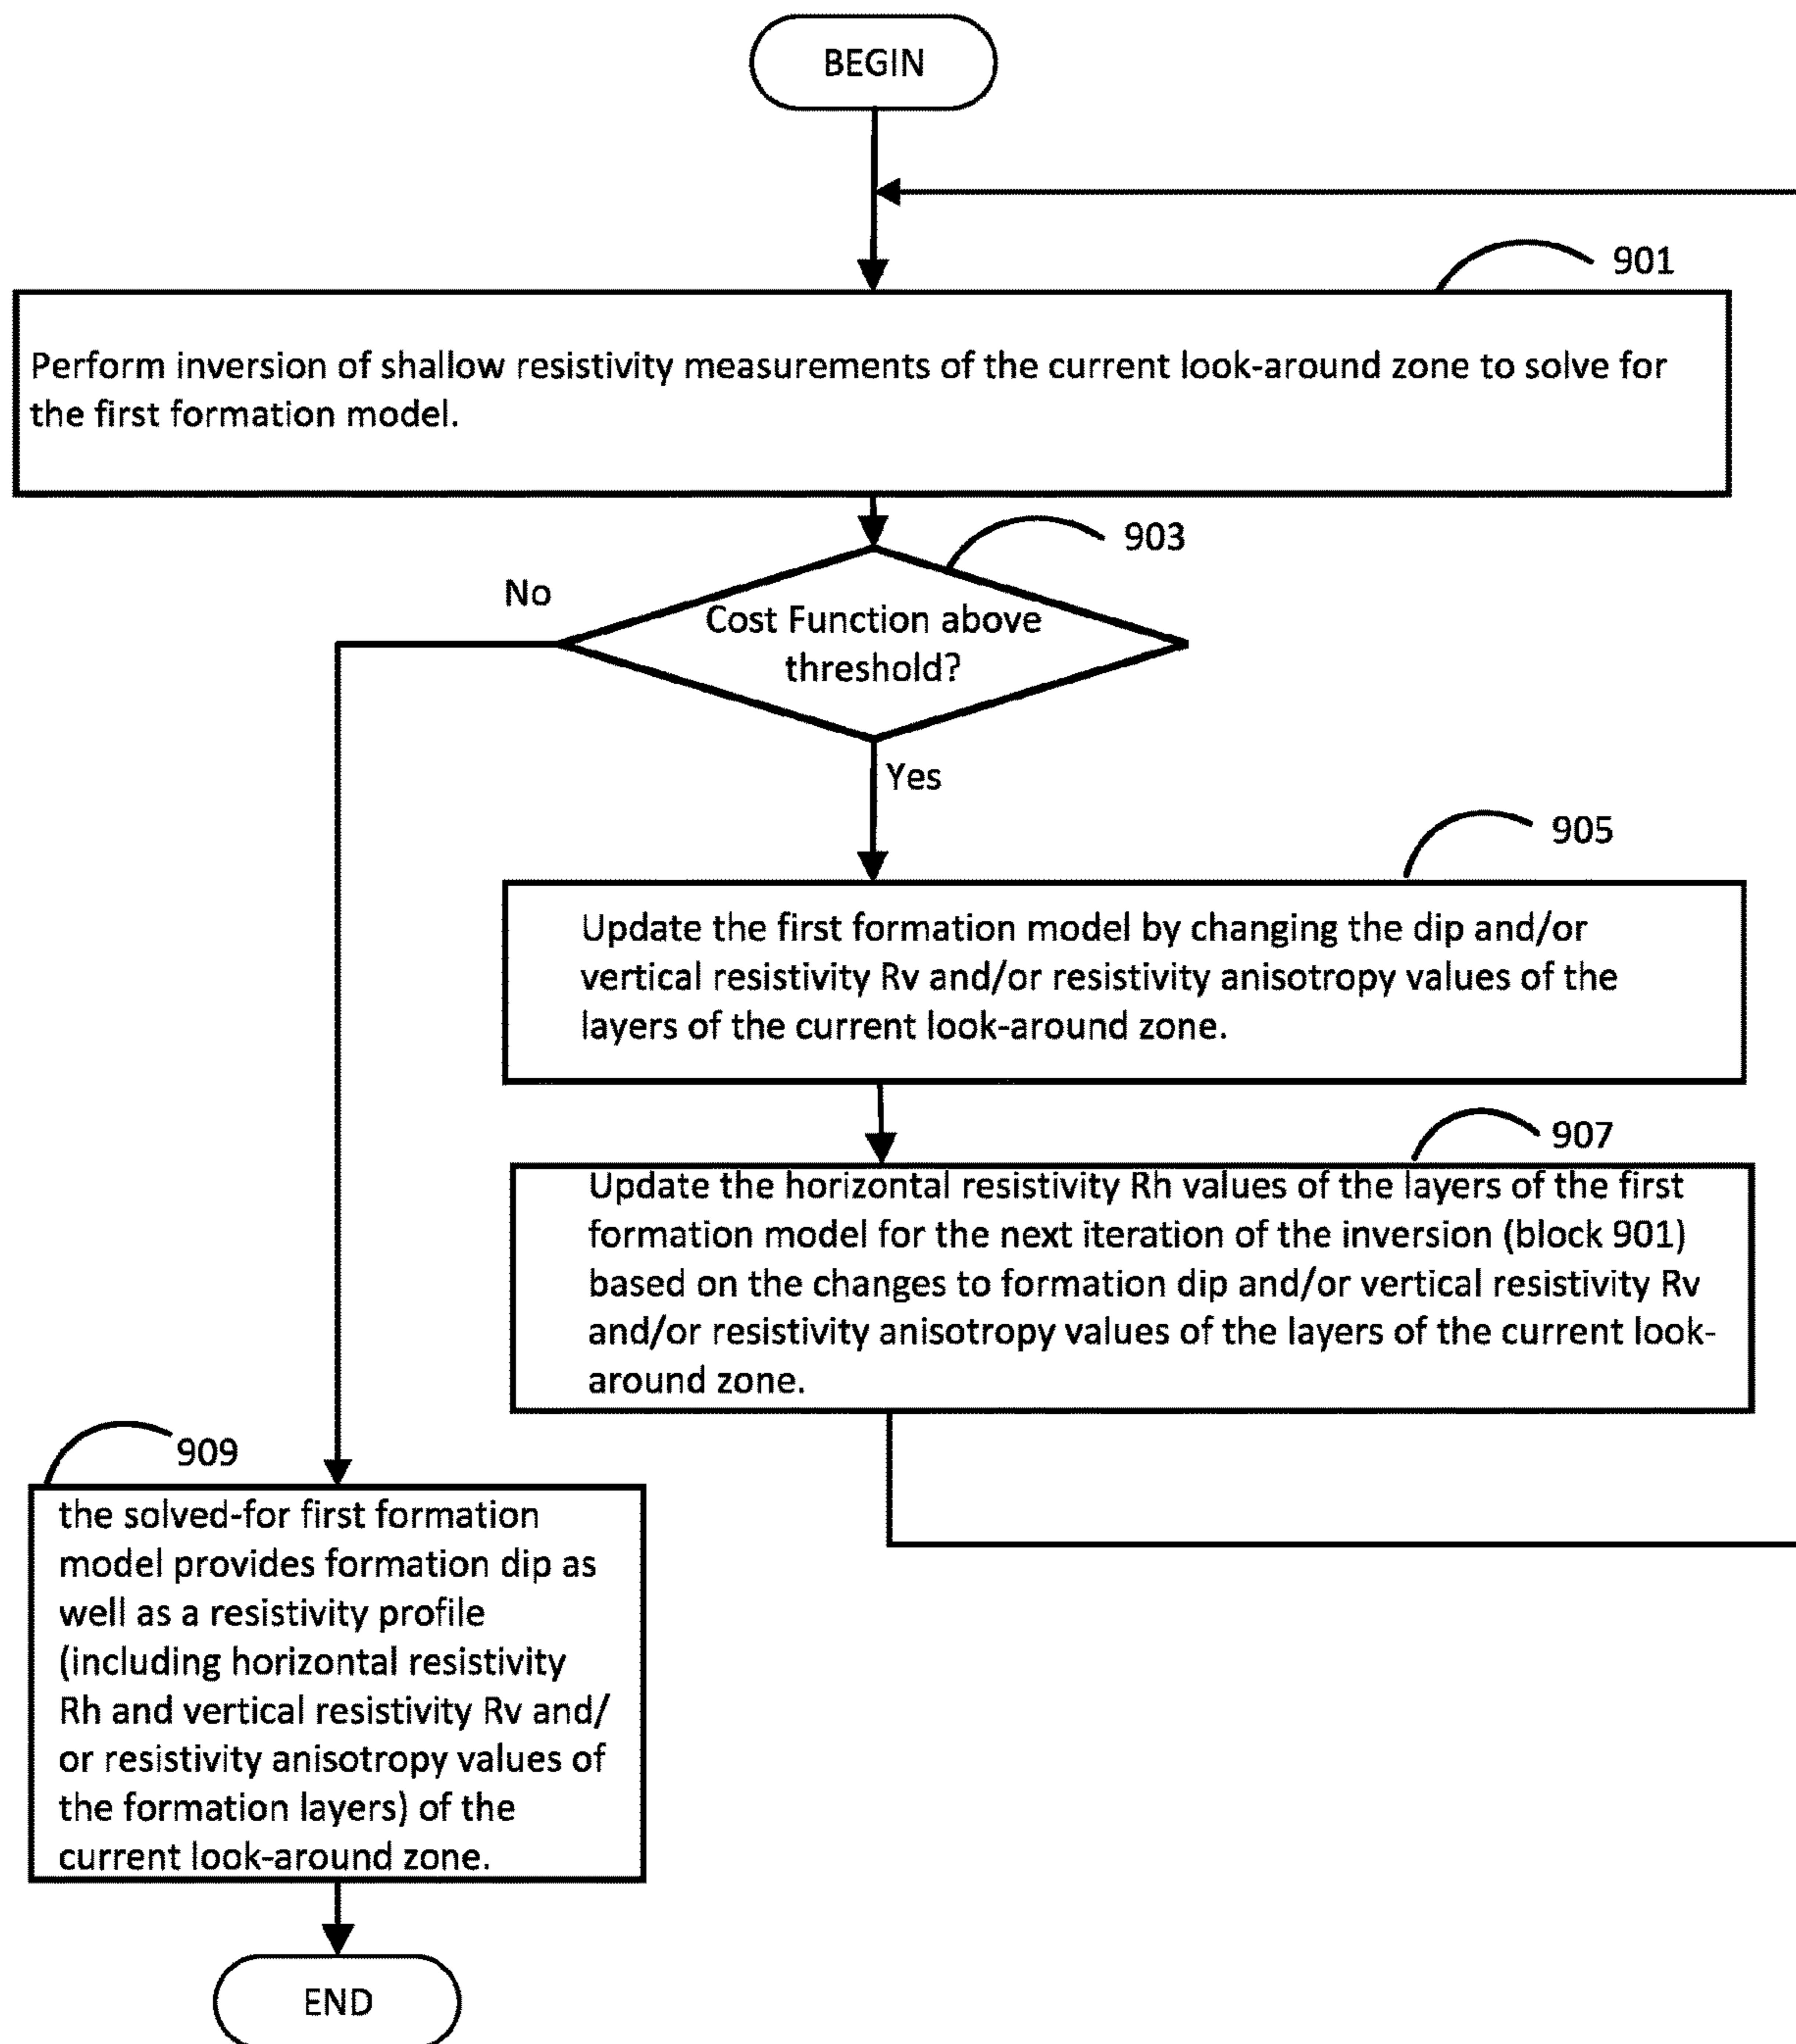 BEGIN
901
Perform inversion of shallow resistivity measurements of the current look-around zone to solve for
the first formation model.
903
No
Cost Function above
threshold?
Yes
905
Update the first formation model by changing the dip and/or
vertical resistivity Rv and/or resistivity anisotropy values of the
layers of the current look-around zone.
907
Update the horizontal resistivity Rh values of the layers of the first
formation model for the next iteration of the inversion (block 901)
based on the changes to formation dip and/or vertical resistivity Rv
and/or resistivity anisotropy values of the layers of the current look-
around zone.
909
the solved-for first formation
model provides formation dip as
well as a resistivity profile
(including horizontal resistivity
Rh and vertical resistivity Rv and/
or resistivity anisotropy values of
the formation layers) of the
current look-around zone.
END